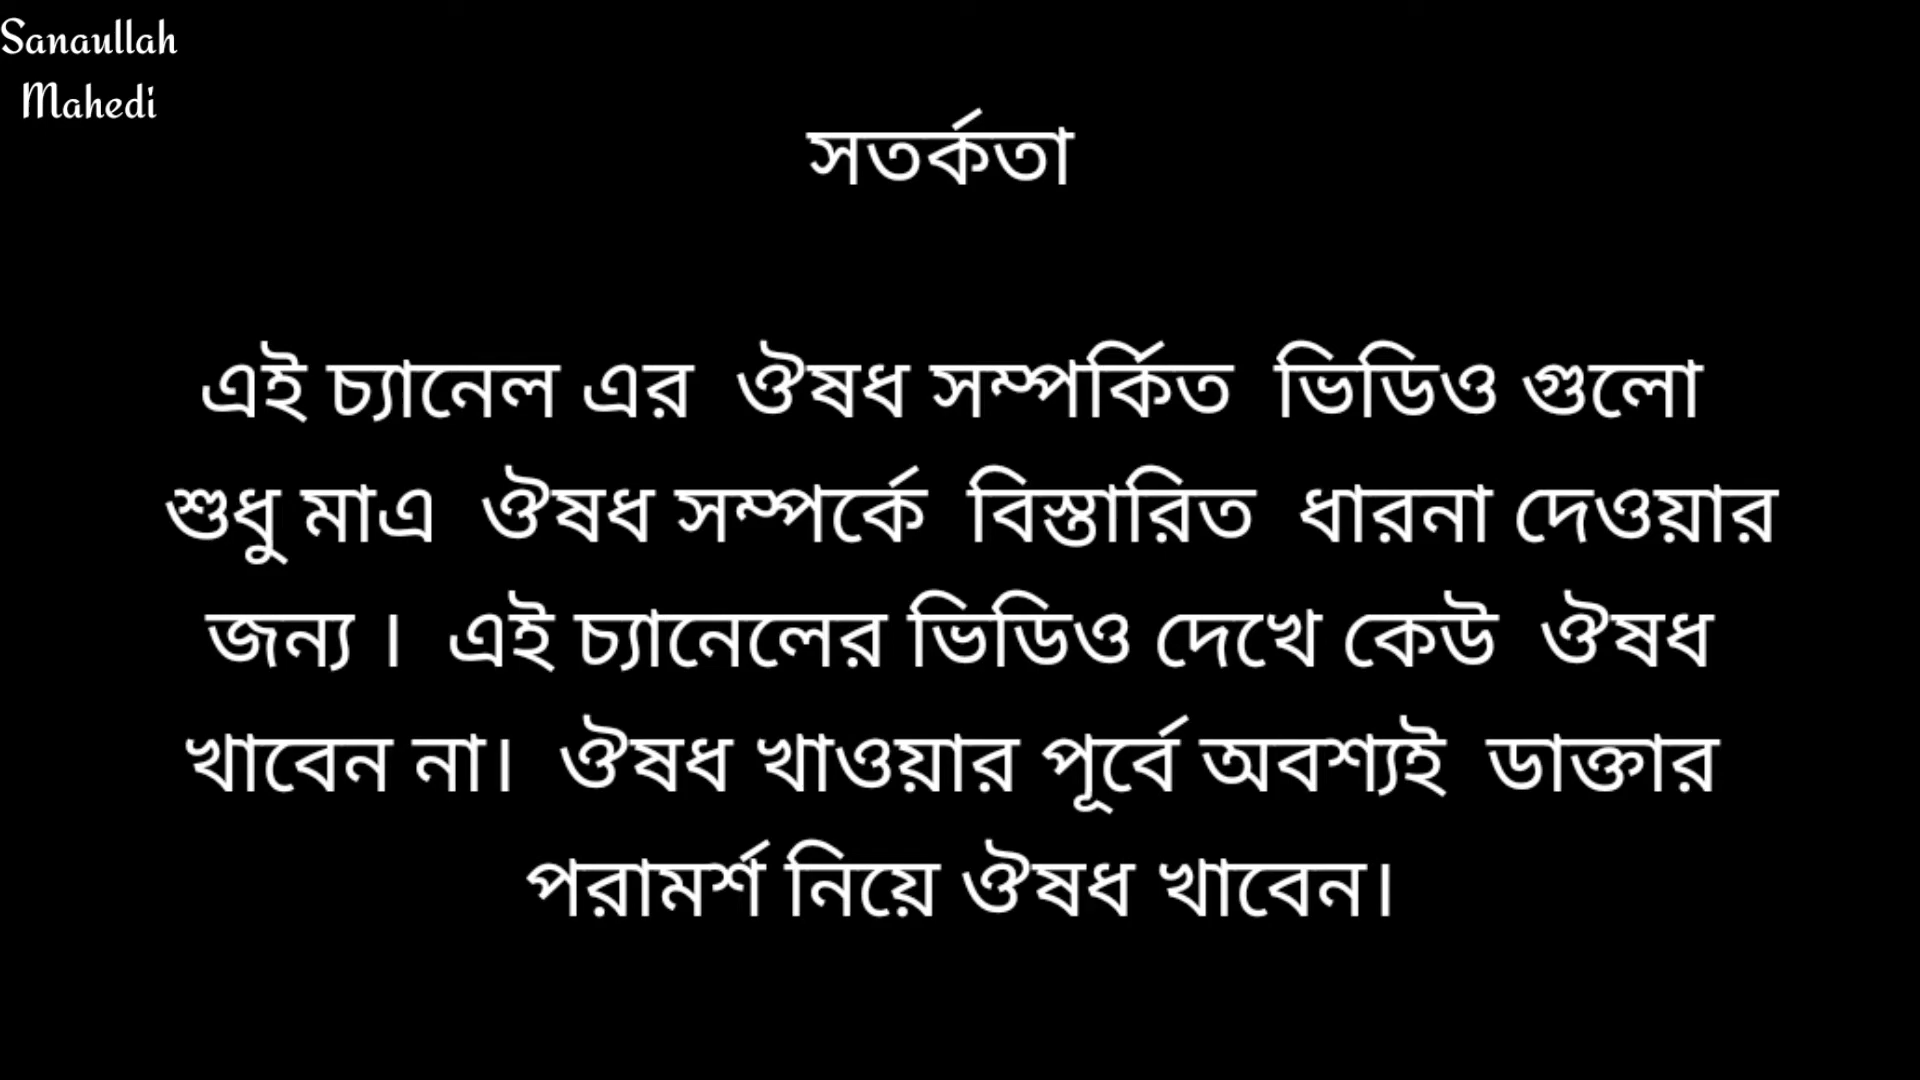 Sanaullah
Mahedi
সতর্কতা
এই চ্যানেল এর ঔষধ সম্পর্কিত ভিডিও গুলো
শুধু মাএ ঔষধ সম্পর্কে বিস্তারিত ধারনা দেওয়ার
জন্য । এই চ্যানেলের ভিডিও দেখে কেউ ঔষধ
খাবেন না। ঔষধ খাওয়ার পূর্বে অবশ্যই ডাক্তার
পরামর্শ নিয়ে ঔষধ খাবেন।